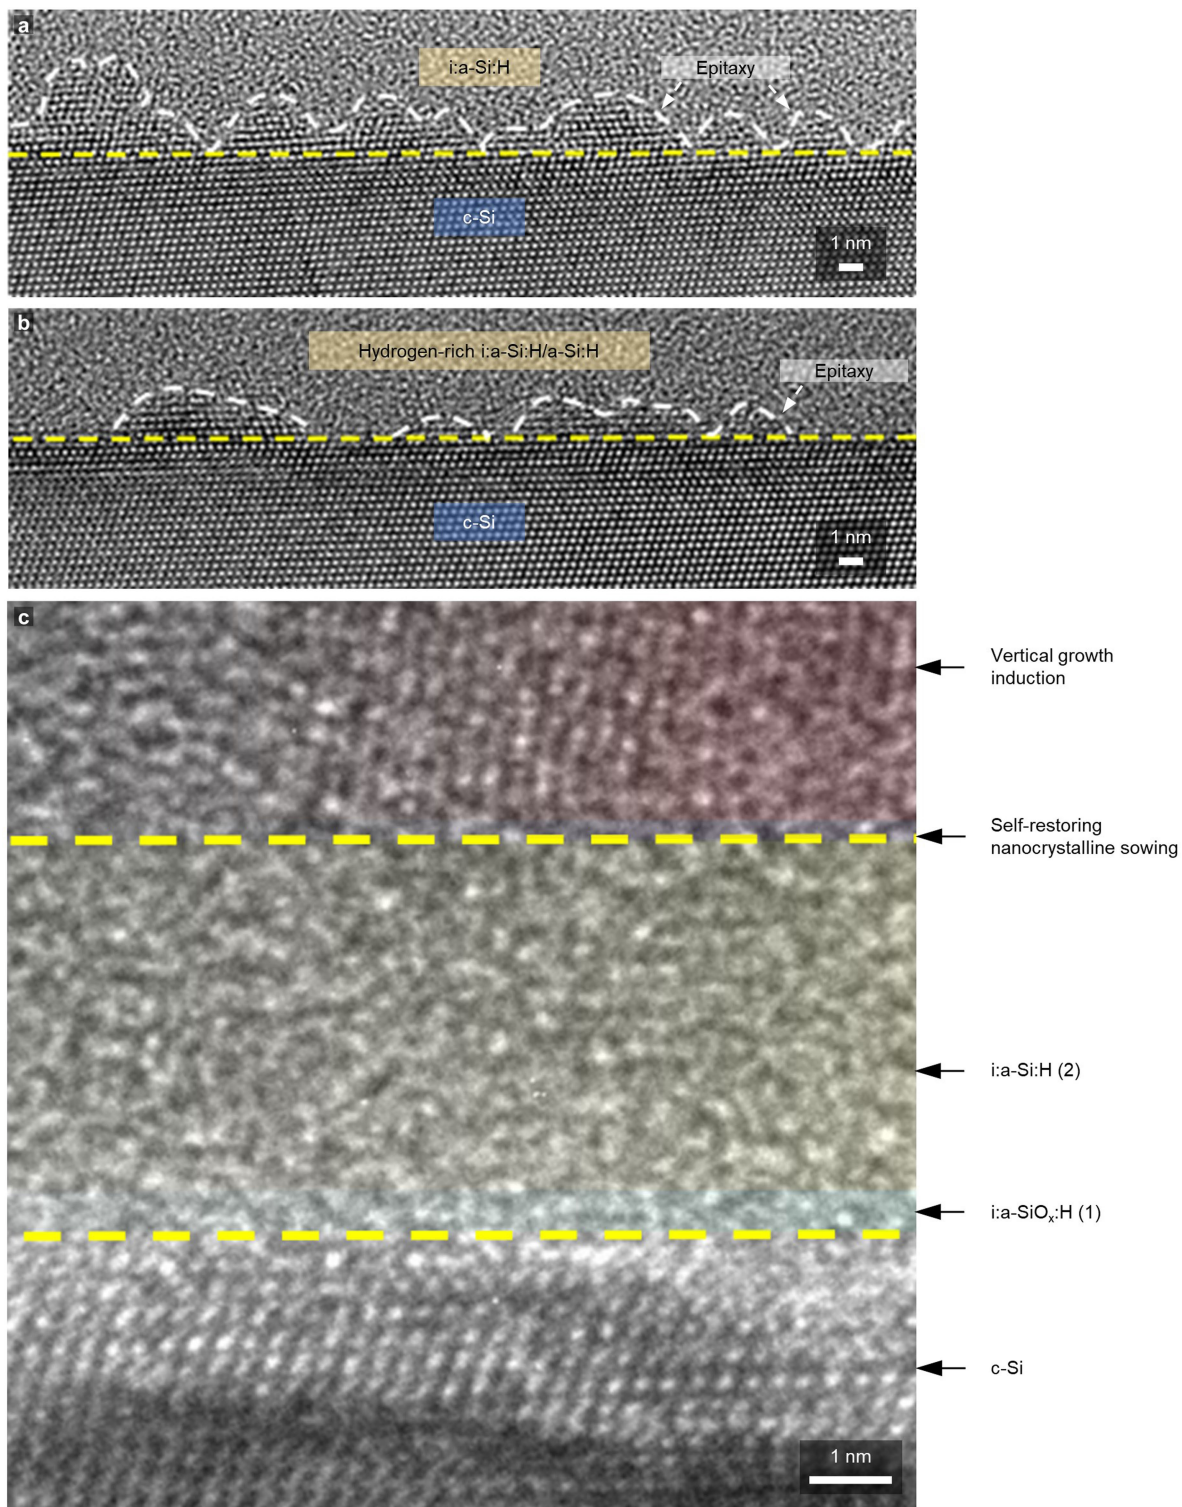 a
i:a-Si:H
Epitaxy
c-Si
1 nm
b
Hydrogen-rich i:a-Si:H/a-Si:H
Epitaxy
c-Si
1 nm
c
Vertical growth
induction
Self-restoring
nanocrystalline sowing
i:a-Si:H (2)
i:a-SiOₓ:H (1)
c-Si
1 nm